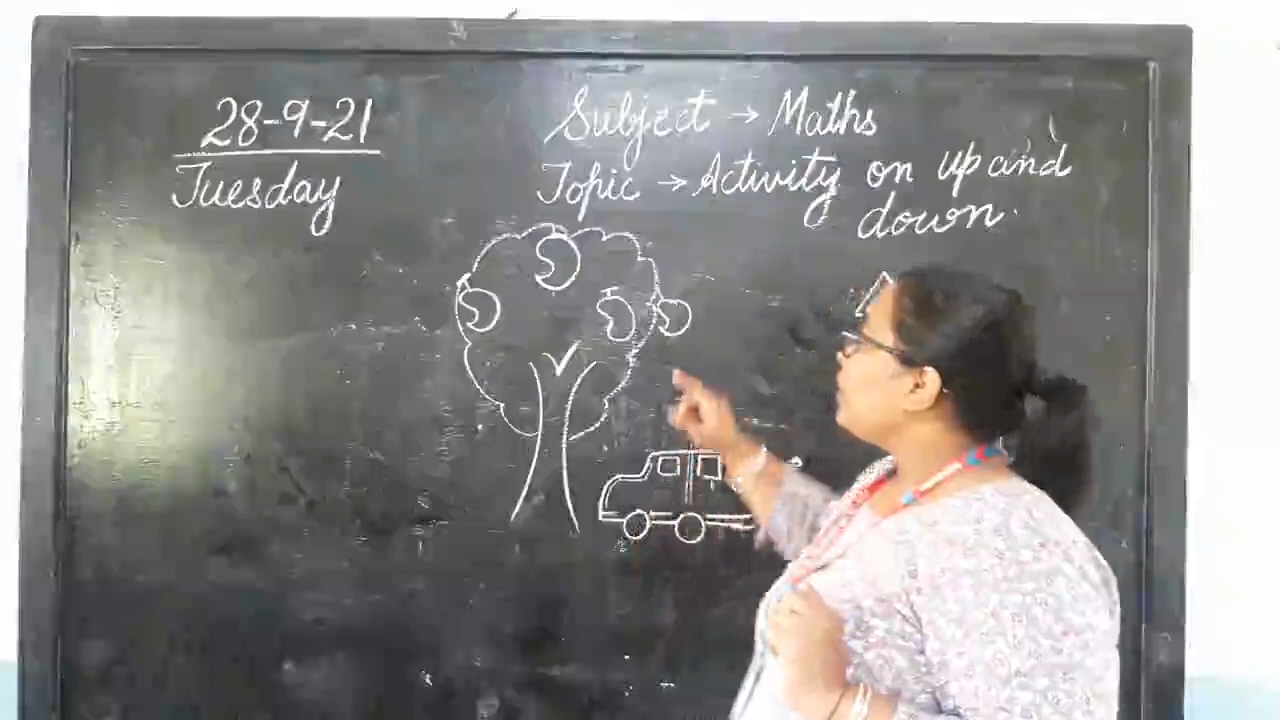 28-9-21
Tuesday
Subject → Maths
Topic → Activity on up and
down.